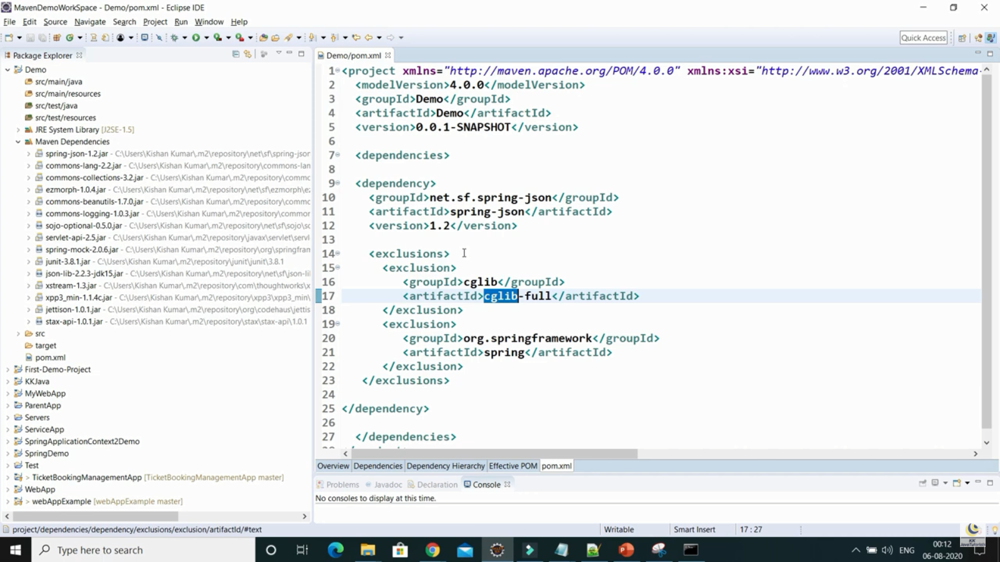 MavenDemoWorkSpace - Demo/pom.xml - Eclipse IDE
File Edit Source Navigate Search Project Run Window Help
Quick Access
Package Explorer
Demo/pom.xml
Demo
src/main/java
src/main/resources
src/test/java
src/test/resources
JRE System Library [J2SE-1.5]
Maven Dependencies
spring-json-1.2.jar - C:\Users\Kishan Kumar\.m2\repository\net\sf\spring-json
commons-lang-2.2.jar - C:\Users\Kishan Kumar\.m2\repository\commons-lan
commons-collections-3.2.jar - C:\Users\Kishan Kumar\.m2\repository\comm
ezmorph-1.0.4.jar - C:\Users\Kishan Kumar\.m2\repository\net\sf\ezmorph\ez
commons-beanutils-1.7.0.jar - C:\Users\Kishan Kumar\.m2\repository\commc
commons-logging-1.0.3.jar - C:\Users\Kishan Kumar\.m2\repository\common
sojo-optional-0.5.0.jar - C:\Users\Kishan Kumar\.m2\repository\net\sf\sojo\sc
servlet-api-2.5.jar - C:\Users\Kishan Kumar\.m2\repository\javax\servlet\servl
spring-mock-2.0.6.jar - C:\Users\Kishan Kumar\.m2\repository\org\springfram
junit-3.8.1.jar - C:\Users\Kishan Kumar\.m2\repository\junit\junit\3.8.1
json-lib-2.2.3-jdk15.jar - C:\Users\Kishan Kumar\.m2\repository\net\sf\json-li
xstream-1.3.jar - C:\Users\Kishan Kumar\.m2\repository\com\thoughtworks\x
xpp3_min-1.1.4c.jar - C:\Users\Kishan Kumar\.m2\repository\xpp3\xpp3_min\
jettison-1.0.1.jar - C:\Users\Kishan Kumar\.m2\repository\org\codehaus\jettis
stax-api-1.0.1.jar - C:\Users\Kishan Kumar\.m2\repository\stax\stax-api\1.0.1
src
target
pom.xml
First-Demo-Project
KKJava
MyWebApp
ParentApp
Servers
ServiceApp
SpringApplicationContext2Demo
SpringDemo
Test
> TicketBookingManagementApp [TicketBookingManagementApp master]
WebApp
> webAppExample [webAppExample master]
1 <project xmlns="http://maven.apache.org/POM/4.0.0" xmlns:xsi="http://www.w3.org/2001/XMLSchema-
2 <modelVersion>4.0.0</modelVersion>
3 <groupId>Demo</groupId>
4 <artifactId>Demo</artifactId>
5 <version>0.0.1-SNAPSHOT</version>
6
7 <dependencies>
8
9 <dependency>
10 <groupId>net.sf.spring-json</groupId>
11 <artifactId>spring-json</artifactId>
12 <version>1.2</version>
13
14 <exclusions>
15 <exclusion>
16 <groupId>cglib</groupId>
17 <artifactId>cglib-full</artifactId>
18 </exclusion>
19 <exclusion>
20 <groupId>org.springframework</groupId>
21 <artifactId>spring</artifactId>
22 </exclusion>
23 </exclusions>
24
25 </dependency>
26
27 </dependencies>
Overview Dependencies Dependency Hierarchy Effective POM pom.xml
Problems Javadoc Declaration Console
No consoles to display at this time.
project/dependencies/dependency/exclusions/exclusion/artifactId/#text
Writable Smart Insert 17 : 27
Type here to search
ENG
00:12
06-08-2020
KK
JavaTutorials